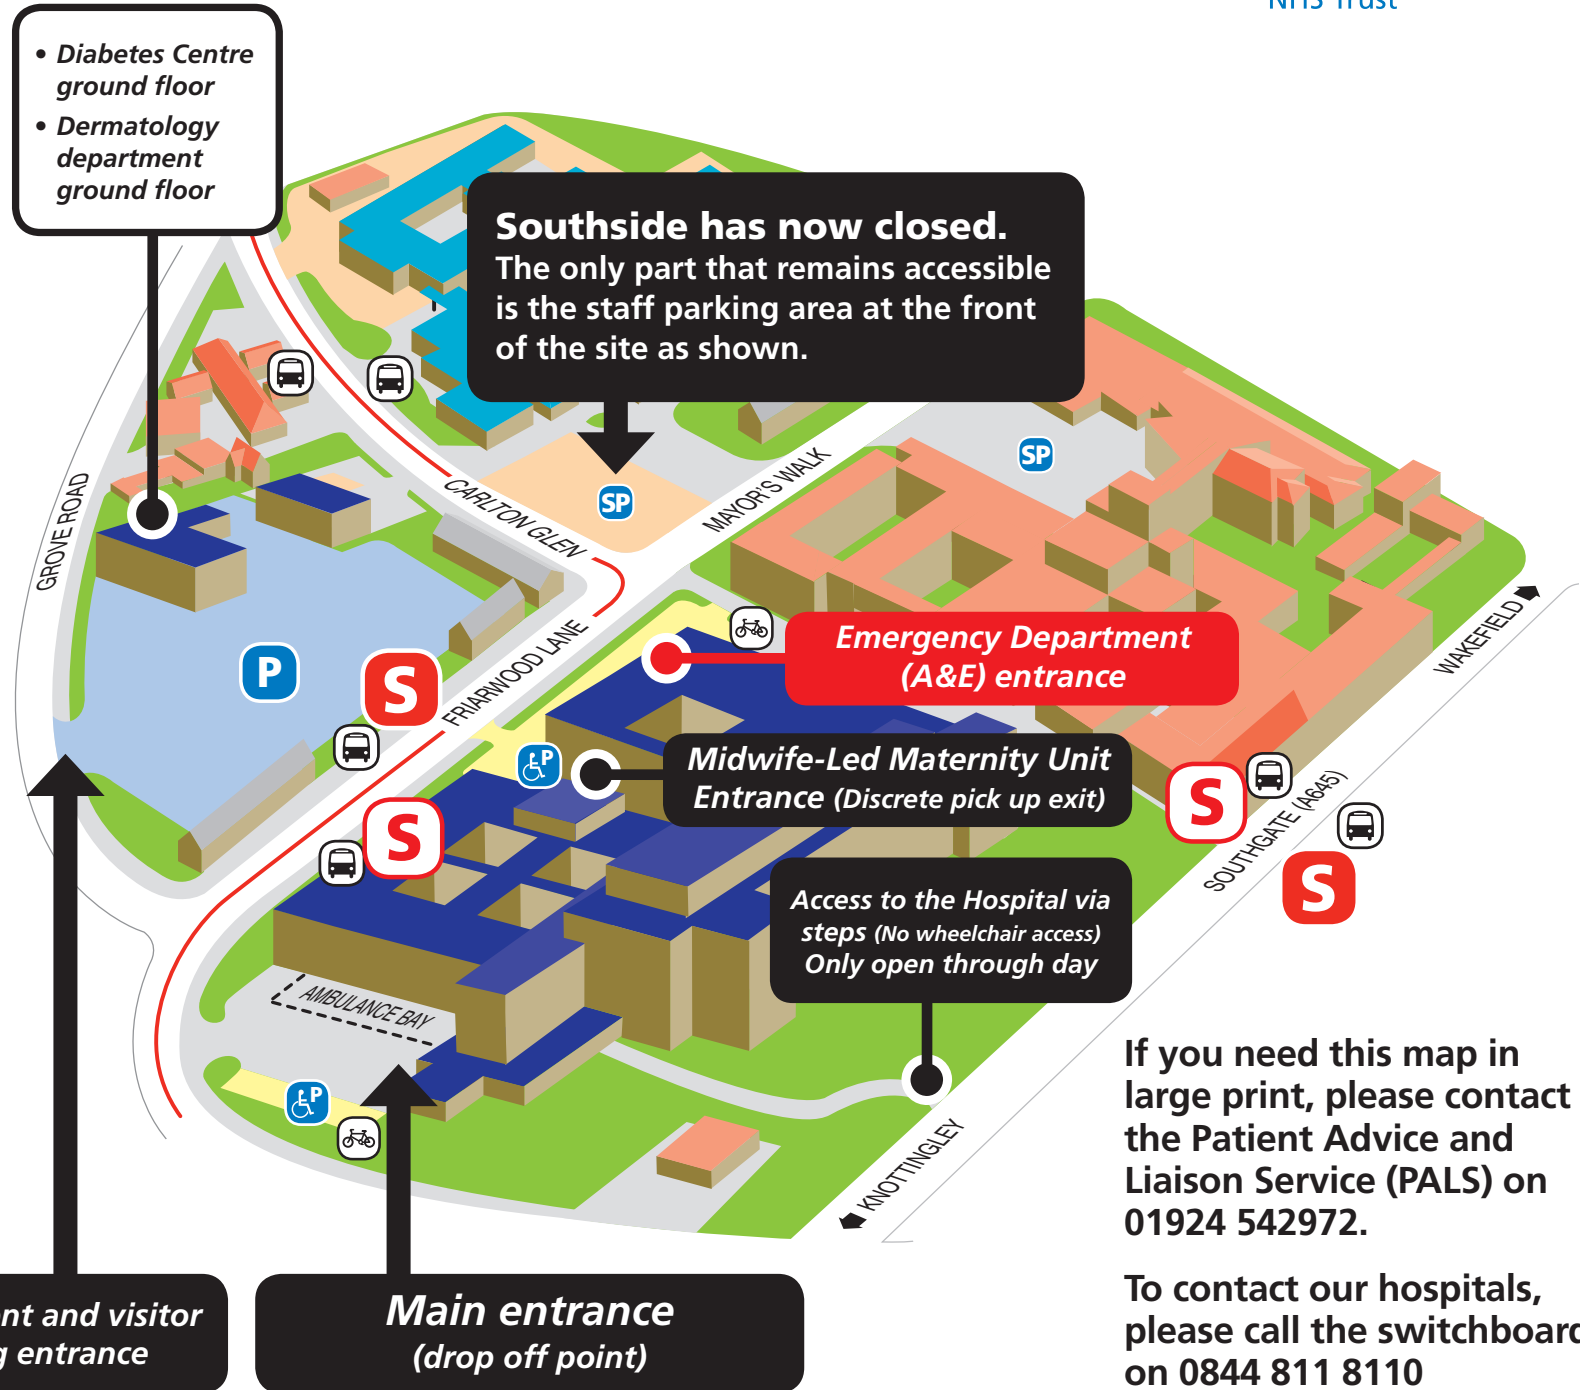 NHS Trust
• Diabetes Centre
ground floor
• Dermatology
department
ground floor
Southside has now closed.
The only part that remains accessible
is the staff parking area at the front
of the site as shown.
SP
SP
GROVE ROAD
CARLTON GLEN
MAYOR'S WALK
FRIARWOOD LANE
WAKEFIELD
P
S
Emergency Department
(A&E) entrance
P
Midwife-Led Maternity Unit
Entrance (Discrete pick up exit)
S
S
SOUTHGATE (A645)
S
Access to the Hospital via
steps (No wheelchair access)
Only open through day
AMBULANCE BAY
P
KNOTTINGLEY
If you need this map in
large print, please contact
the Patient Advice and
Liaison Service (PALS) on
01924 542972.
To contact our hospitals,
please call the switchboard
on 0844 811 8110
nt and visitor
g entrance
Main entrance
(drop off point)